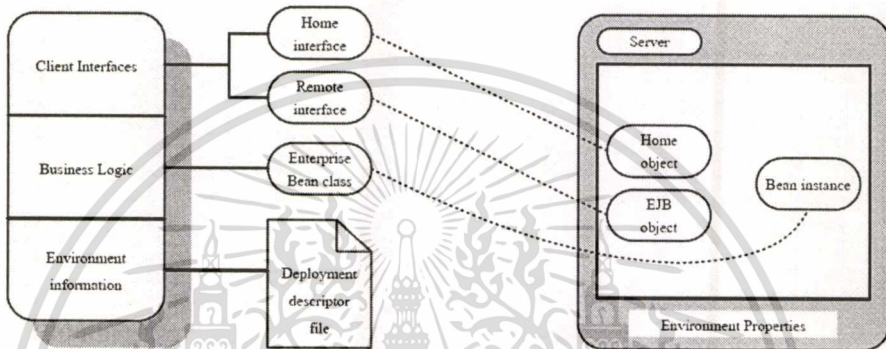 Client Interfaces
Business Logic
Environment
information
Home
interface
Remote
interface
Enterprise
Bean class
Deployment
descriptor
file
Server
Home
object
EJB
object
Bean instance
Environment Properties